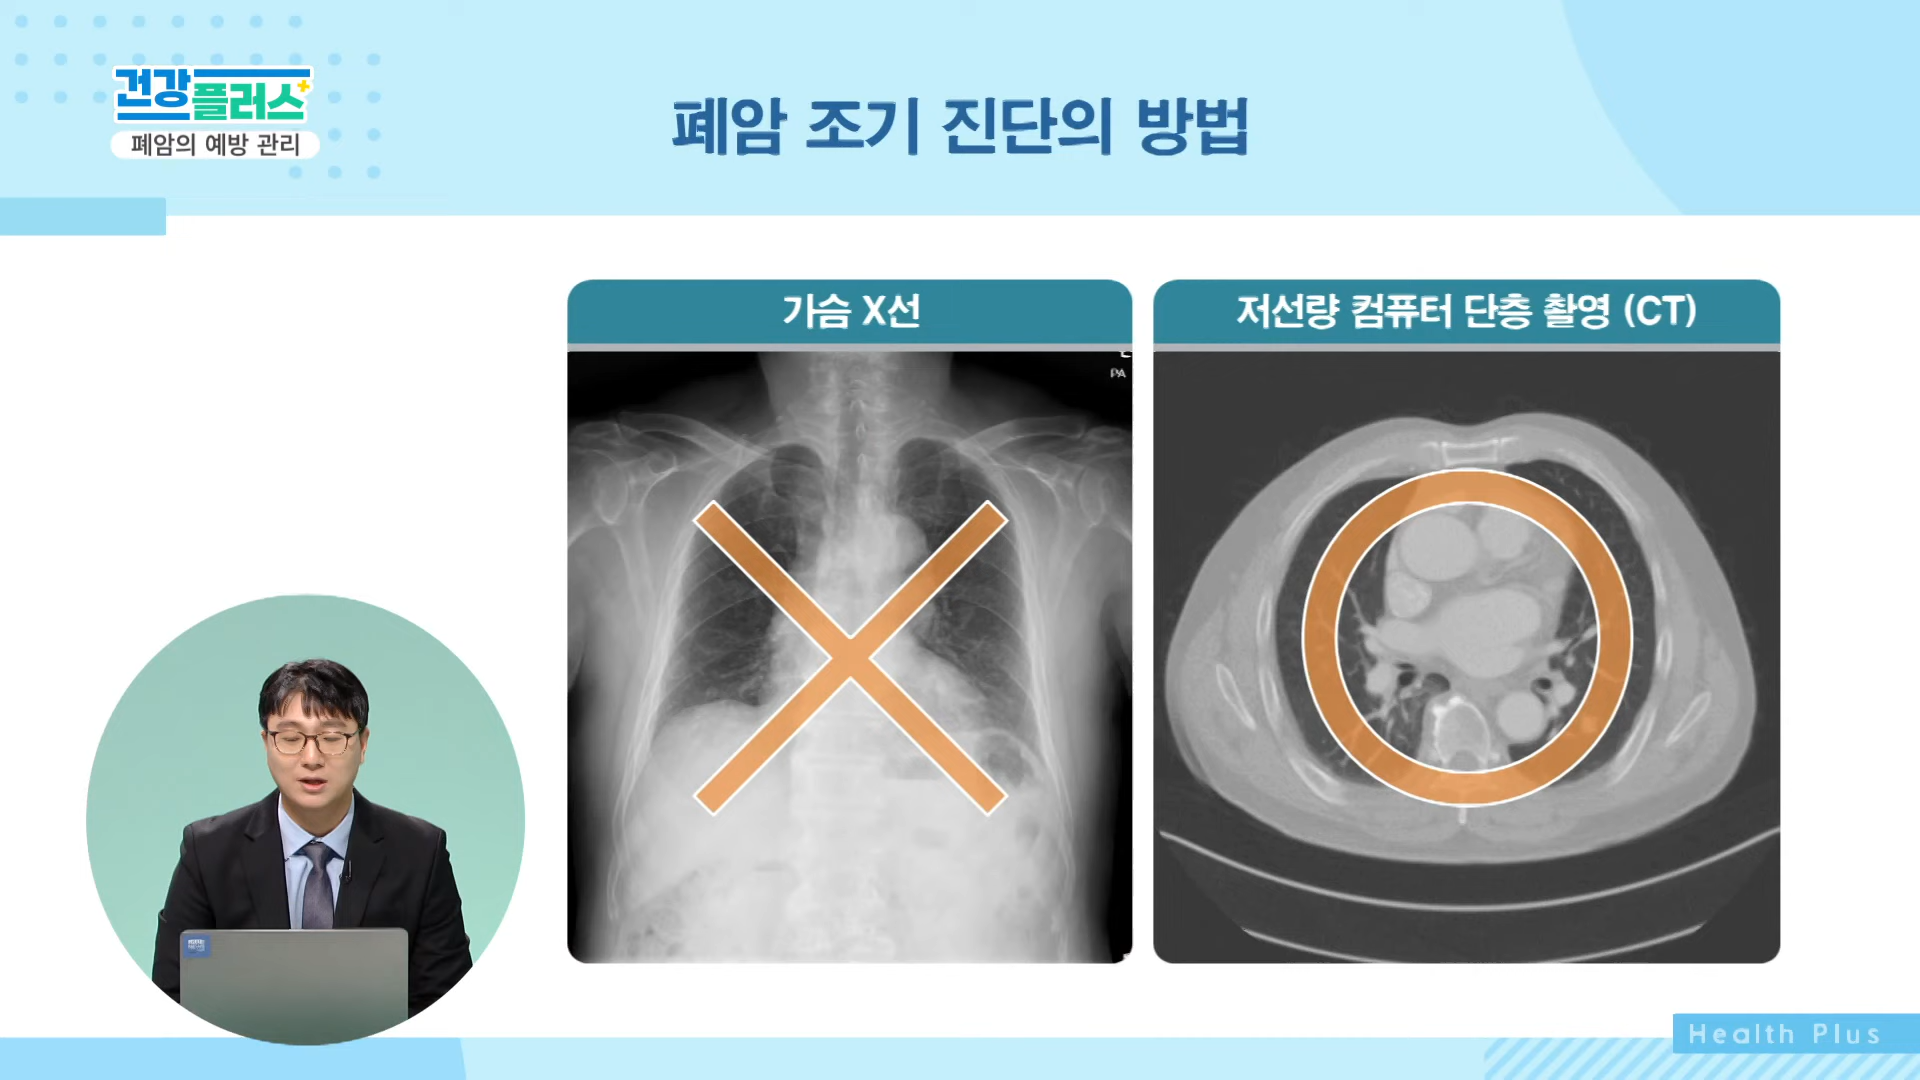 건강플러스+
폐암의 예방 관리
폐암 조기 진단의 방법
가슴 X선
저선량 컴퓨터 단층 촬영 (CT)
PA
Health Plus